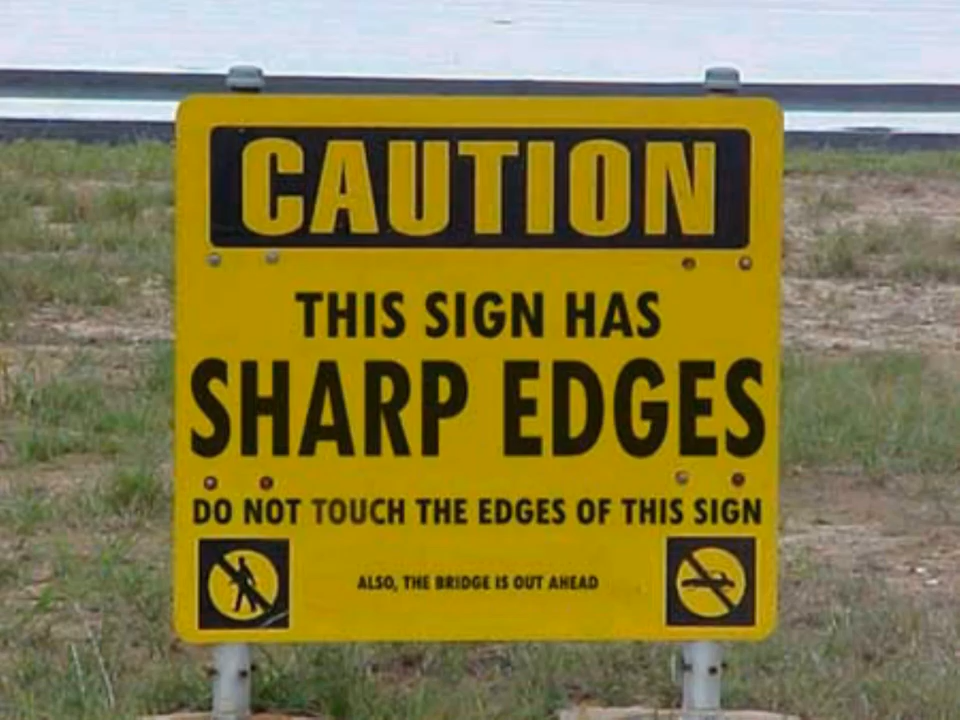 CAUTION
THIS SIGN HAS
SHARP EDGES
DO NOT TOUCH THE EDGES OF THIS SIGN
ALSO, THE BRIDGE IS OUT AHEAD